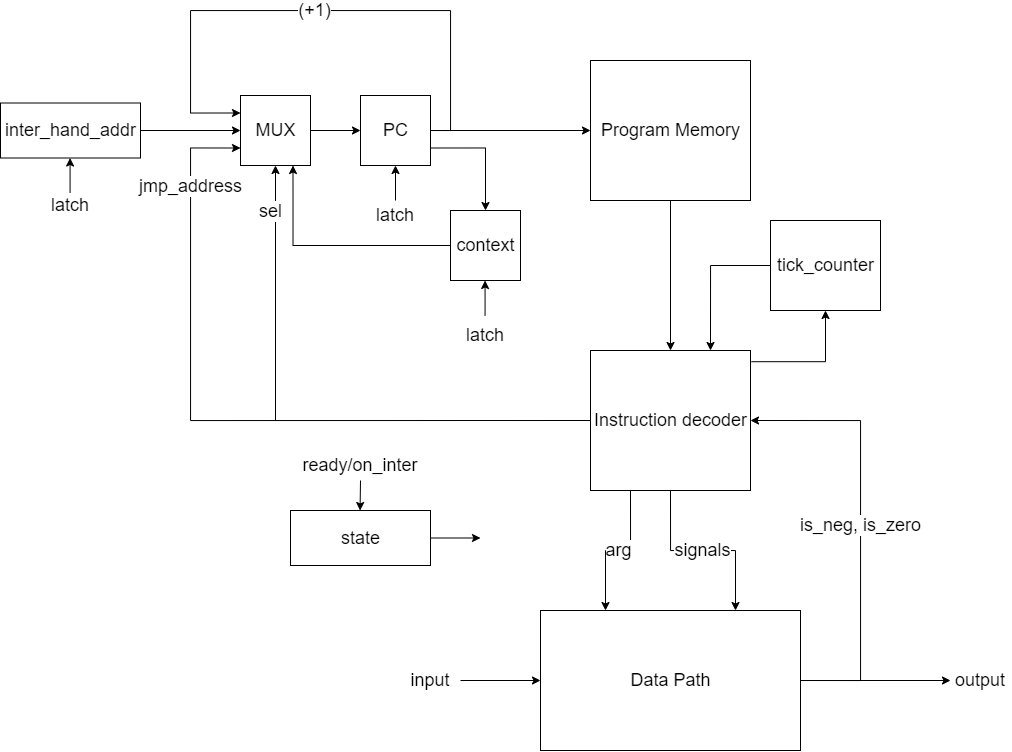 (+1)
inter_hand_addr
MUX
PC
Program Memory
jmp_address
latch
sel
latch
context
tick_counter
latch
Instruction decoder
ready/on_inter
is_neg, is_zero
state
arg
signals
input
Data Path
output